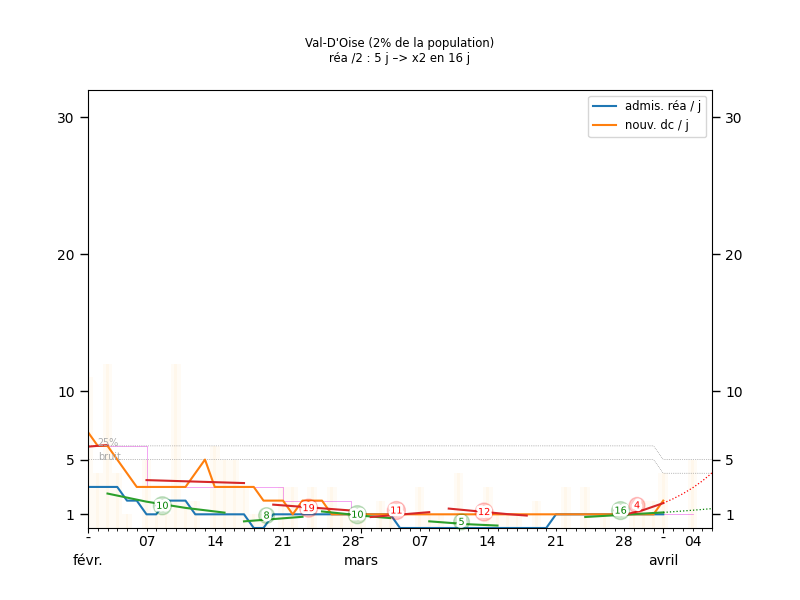 Val-D'Oise (2% de la population)
réa /2 : 5 j –> x2 en 16 j
admis. réa / j
nouv. dc / j
30 30
20 20
10 10
5 5
1 1
25%
bruit
10 8 19 10 11 5 12 16 4
- 07 14 21 28 - 07 14 21 28 - 04
févr. mars avril